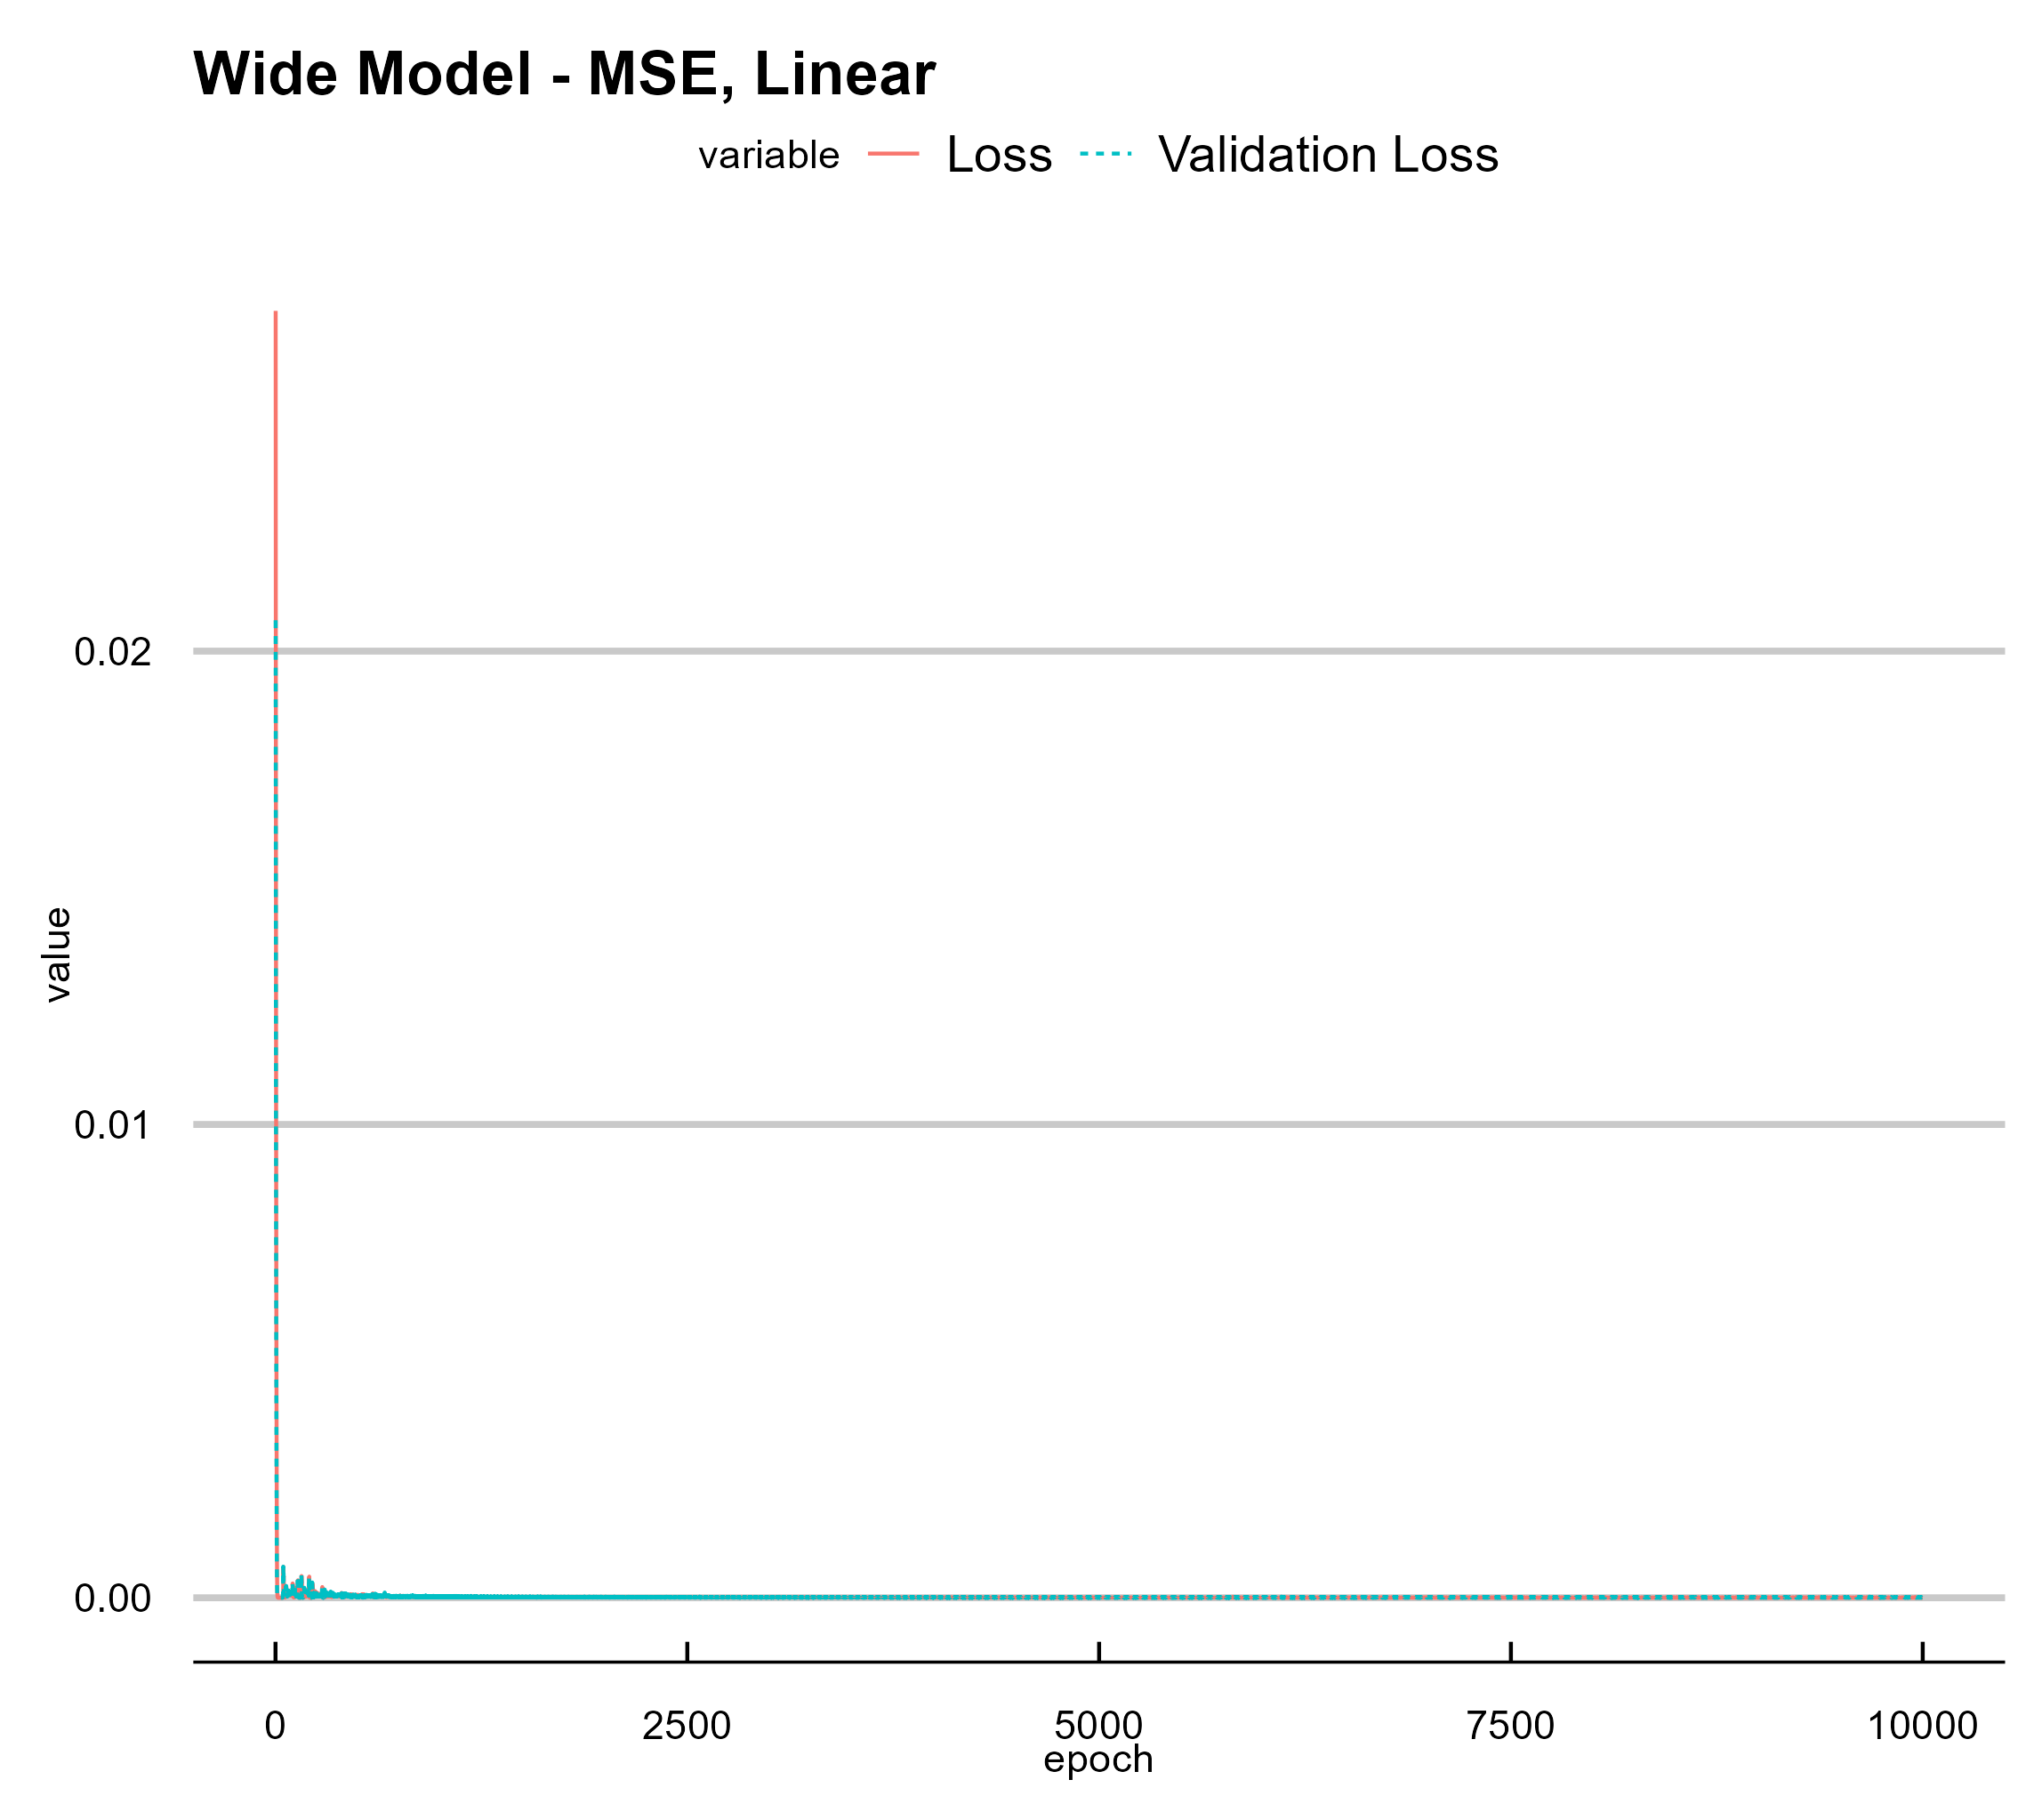 Wide Model - MSE, Linear
variable Loss Validation Loss
0.02
value
0.01
0.00
0 2500 5000 7500 10000
epoch